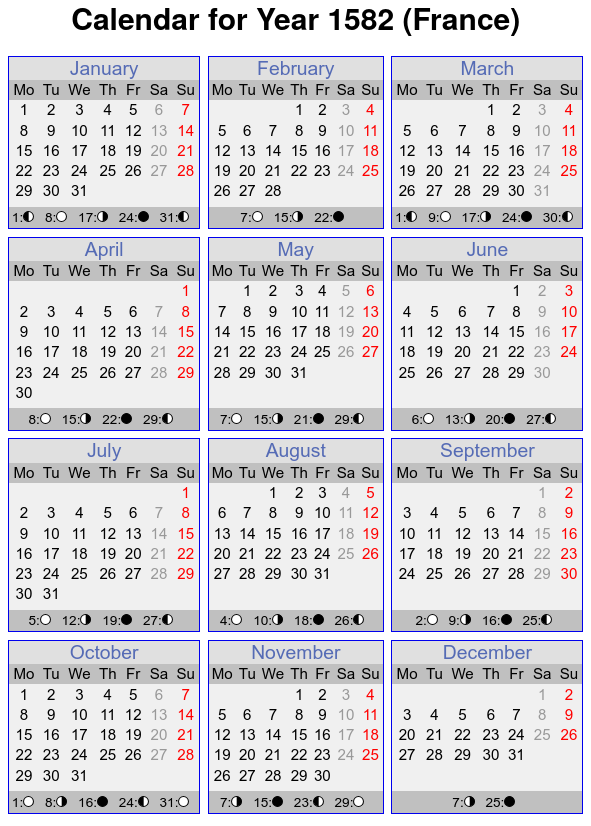 Calendar for Year 1582 (France)
January
Mo Tu We Th Fr Sa Su
1 2 3 4 5 6 7
8 9 10 11 12 13 14
15 16 17 18 19 20 21
22 23 24 25 26 27 28
29 30 31
1: 8: 17: 24: 31:
February
Mo Tu We Th Fr Sa Su
1 2 3 4
5 6 7 8 9 10 11
12 13 14 15 16 17 18
19 20 21 22 23 24 25
26 27 28
7: 15: 22:
March
Mo Tu We Th Fr Sa Su
1 2 3 4
5 6 7 8 9 10 11
12 13 14 15 16 17 18
19 20 21 22 23 24 25
26 27 28 29 30 31
1: 9: 17: 24: 30:
April
Mo Tu We Th Fr Sa Su
1
2 3 4 5 6 7 8
9 10 11 12 13 14 15
16 17 18 19 20 21 22
23 24 25 26 27 28 29
30
8: 15: 22: 29:
May
Mo Tu We Th Fr Sa Su
1 2 3 4 5 6
7 8 9 10 11 12 13
14 15 16 17 18 19 20
21 22 23 24 25 26 27
28 29 30 31
7: 15: 21: 29:
June
Mo Tu We Th Fr Sa Su
1 2 3
4 5 6 7 8 9 10
11 12 13 14 15 16 17
18 19 20 21 22 23 24
25 26 27 28 29 30
6: 13: 20: 27:
July
Mo Tu We Th Fr Sa Su
1
2 3 4 5 6 7 8
9 10 11 12 13 14 15
16 17 18 19 20 21 22
23 24 25 26 27 28 29
30 31
5: 12: 19: 27:
August
Mo Tu We Th Fr Sa Su
1 2 3 4 5
6 7 8 9 10 11 12
13 14 15 16 17 18 19
20 21 22 23 24 25 26
27 28 29 30 31
4: 10: 18: 26:
September
Mo Tu We Th Fr Sa Su
1 2
3 4 5 6 7 8 9
10 11 12 13 14 15 16
17 18 19 20 21 22 23
24 25 26 27 28 29 30
2: 9: 16: 25:
October
Mo Tu We Th Fr Sa Su
1 2 3 4 5 6 7
8 9 10 11 12 13 14
15 16 17 18 19 20 21
22 23 24 25 26 27 28
29 30 31
1: 8: 16: 24: 31:
November
Mo Tu We Th Fr Sa Su
1 2 3 4
5 6 7 8 9 10 11
12 13 14 15 16 17 18
19 20 21 22 23 24 25
26 27 28 29 30
7: 15: 23: 29:
December
Mo Tu We Th Fr Sa Su
1 2
3 4 5 6 7 8 9
20 21 22 23 24 25 26
27 28 29 30 31
7: 25: